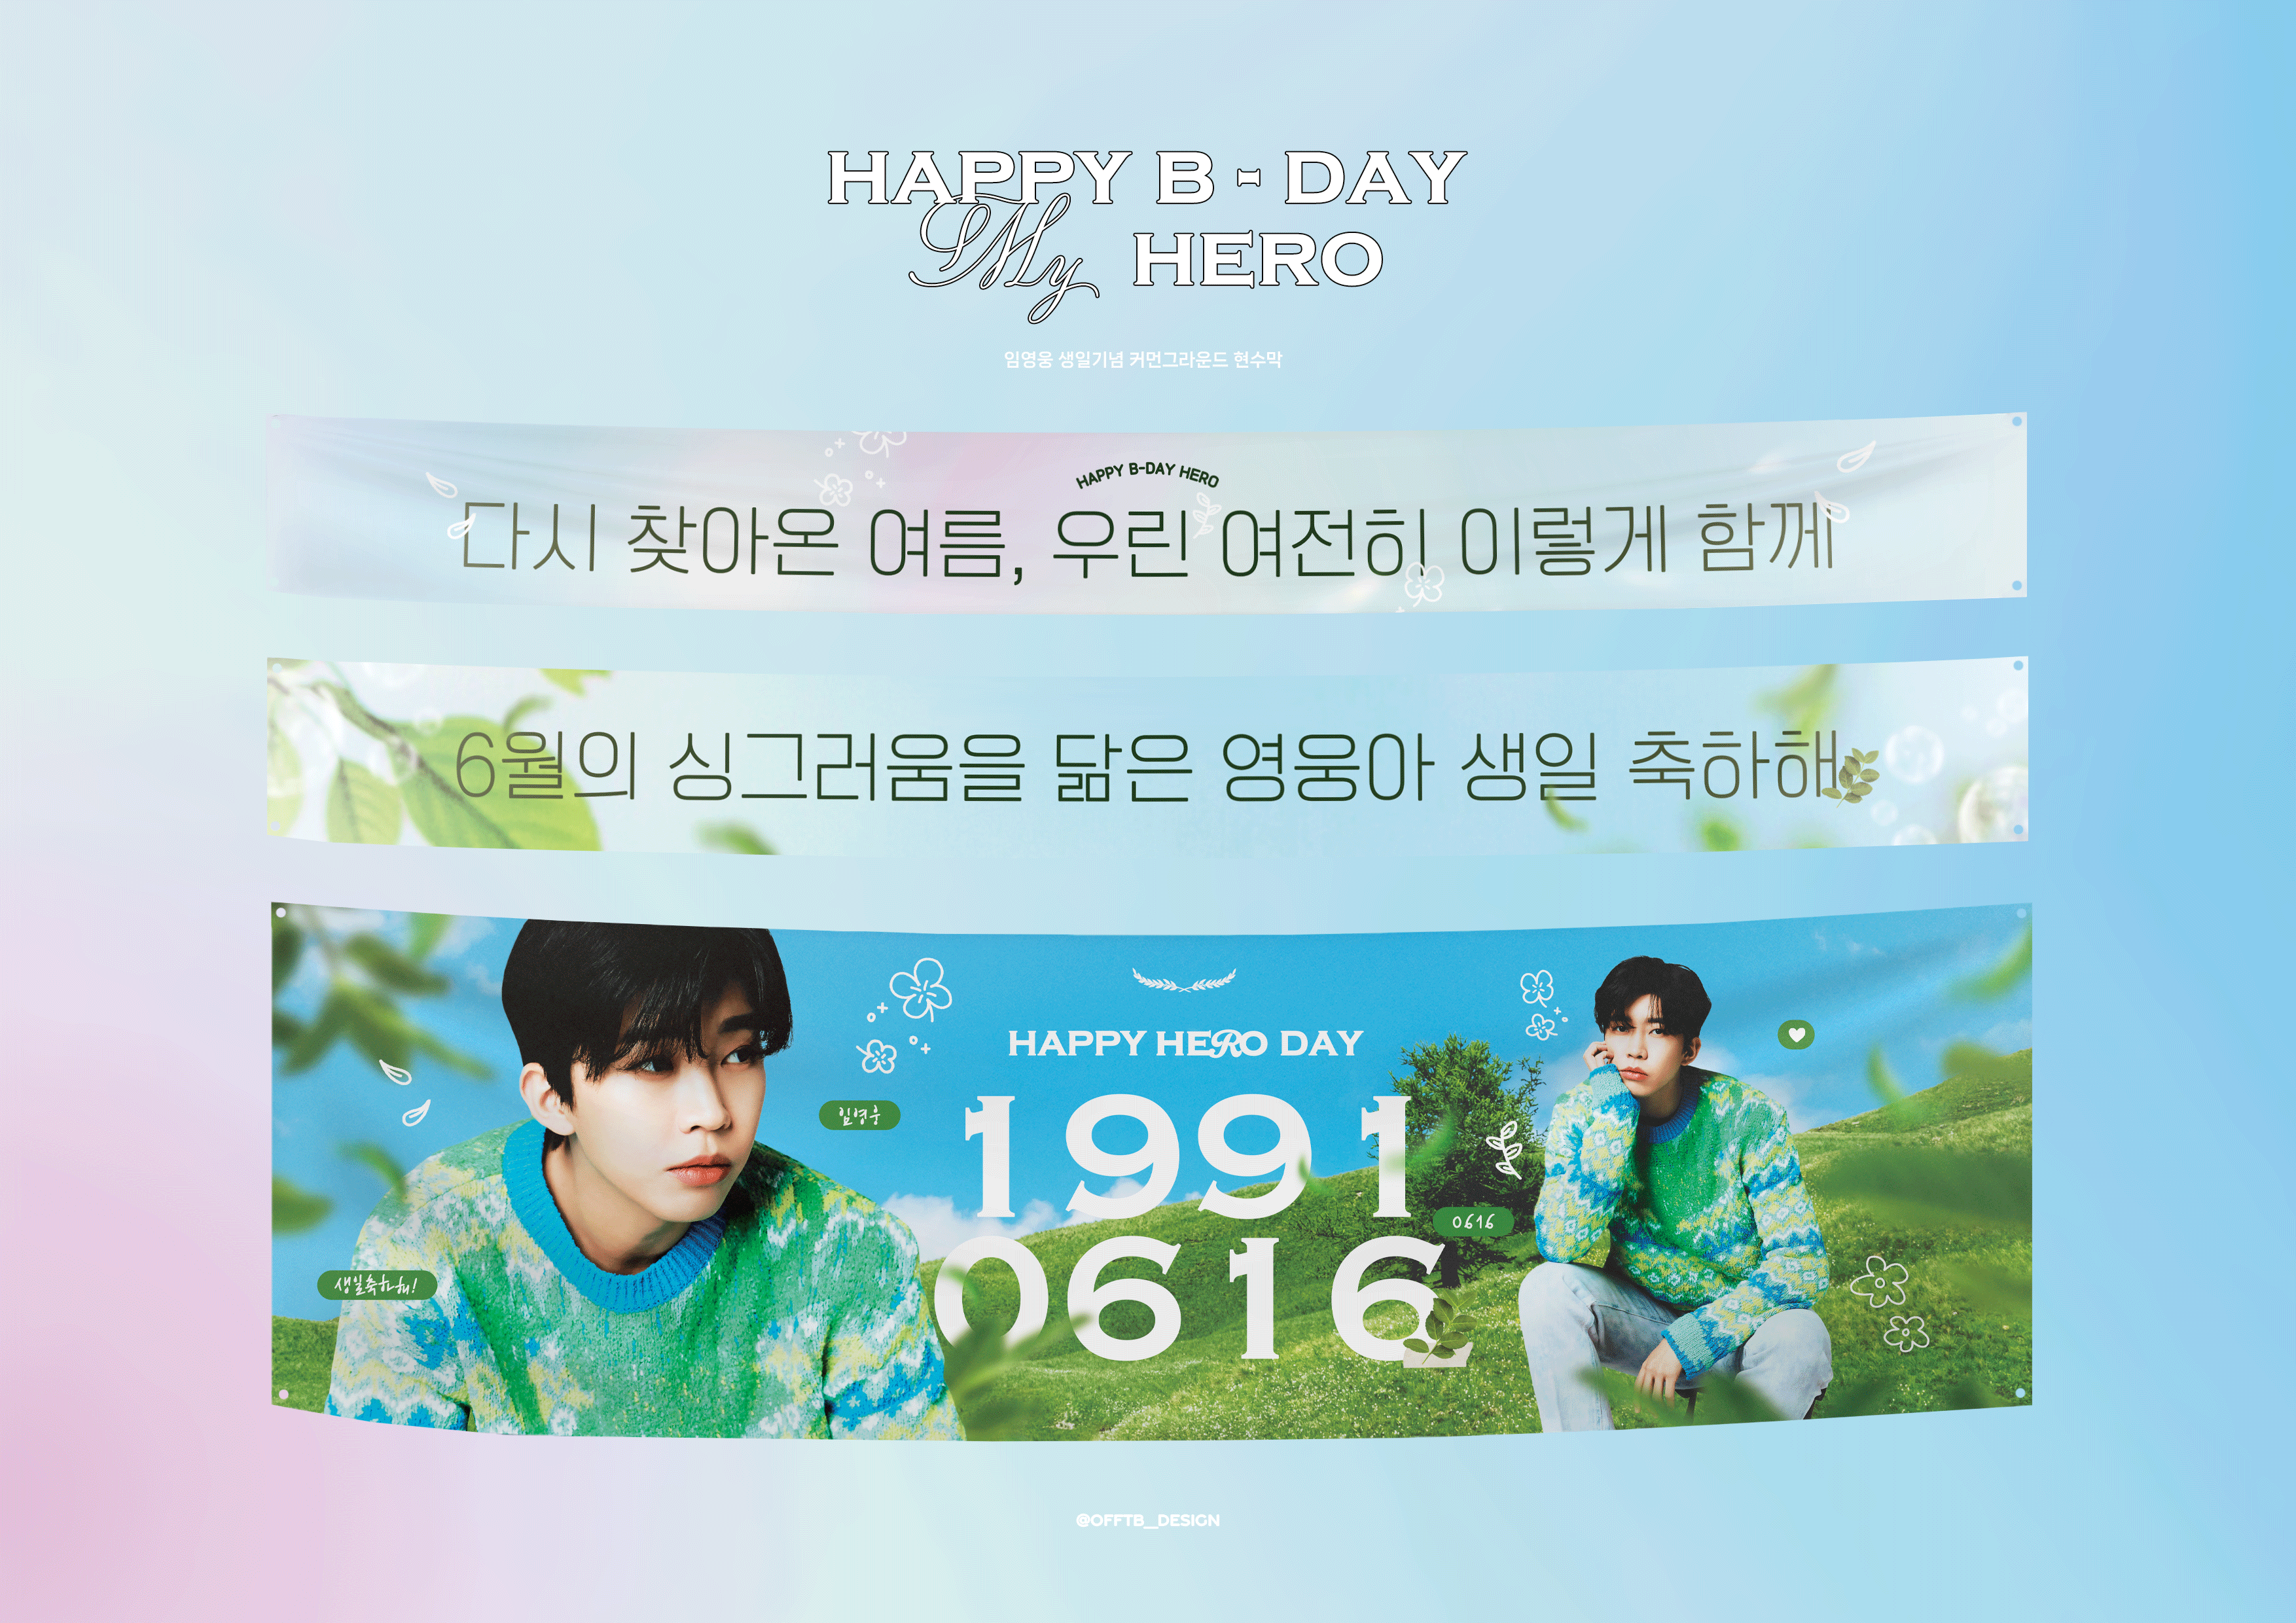 HAPPY B - DAY
My HERO
임영웅 생일기념 커먼그라운드 현수막
HAPPY B-DAY HERO
다시 찾아온 여름, 우린 여전히 이렇게 함께
6월의 싱그러움을 닮은 영웅아 생일 축하해
HAPPY HERO DAY
1991
0616
임영웅
0616
생일축하해!
@OFFTB_DESIGN